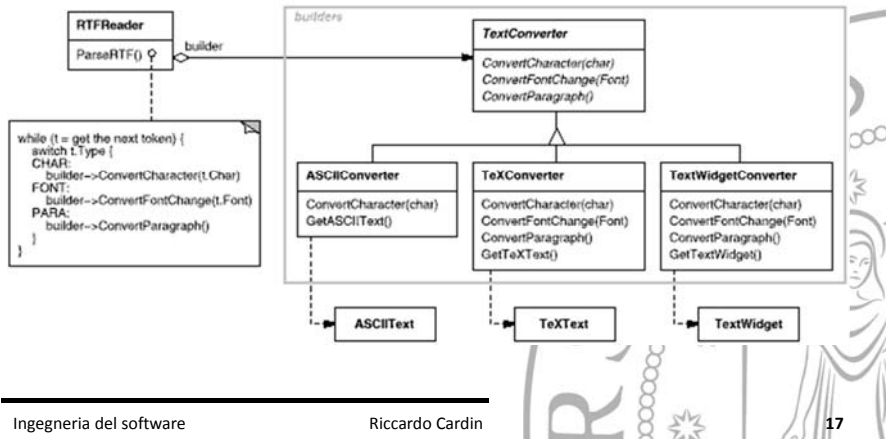 builders
RTFReader
ParseRTF()
builder
TextConverter
ConvertCharacter(char)
ConvertFontChange(Font)
ConvertParagraph()
while (t = get the next token) {
switch t.Type {
CHAR:
builder->ConvertCharacter(t.Char)
FONT:
builder->ConvertFontChange(t.Font)
PARA:
builder->ConvertParagraph()
}
}
ASCIIConverter
ConvertCharacter(char)
GetASCIIText()
TeXConverter
ConvertCharacter(char)
ConvertFontChange(Font)
ConvertParagraph()
GetTeXText()
TextWidgetConverter
ConvertCharacter(char)
ConvertFontChange(Font)
ConvertParagraph()
GetTextWidget()
ASCIIText
TeXText
TextWidget
Ingegneria del software
Riccardo Cardin
17